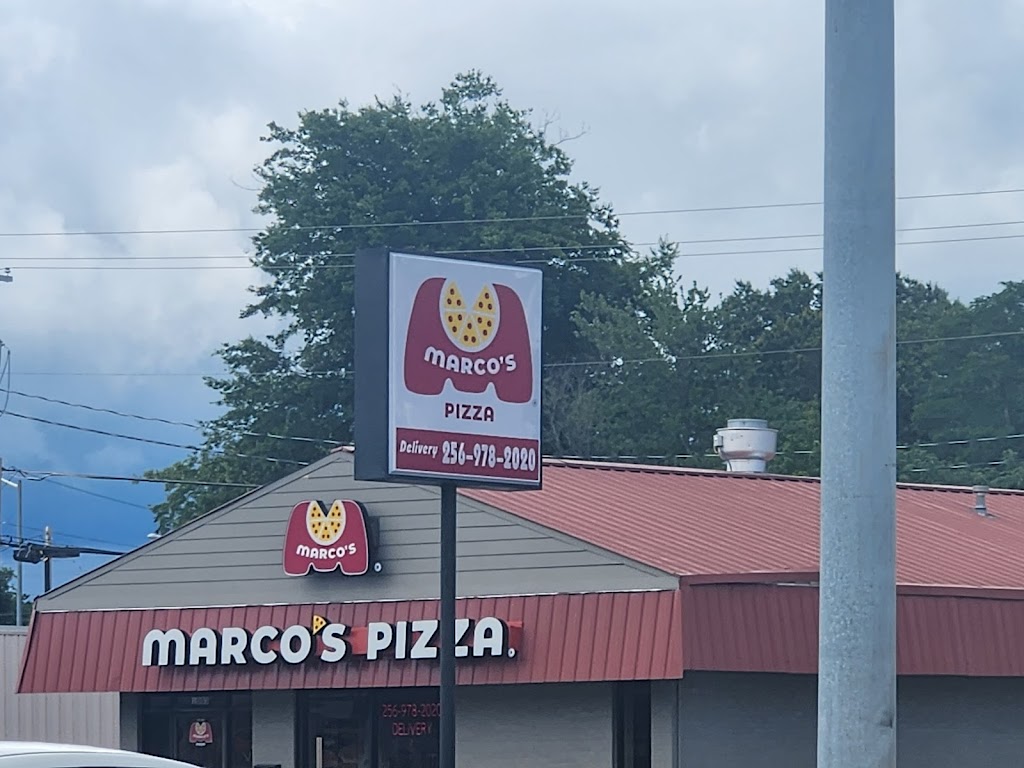 MARCO'S
PIZZA
Delivery 256-978-2020
MARCO'S
MARCO'S PIZZA
256-978-2020
DELIVERY